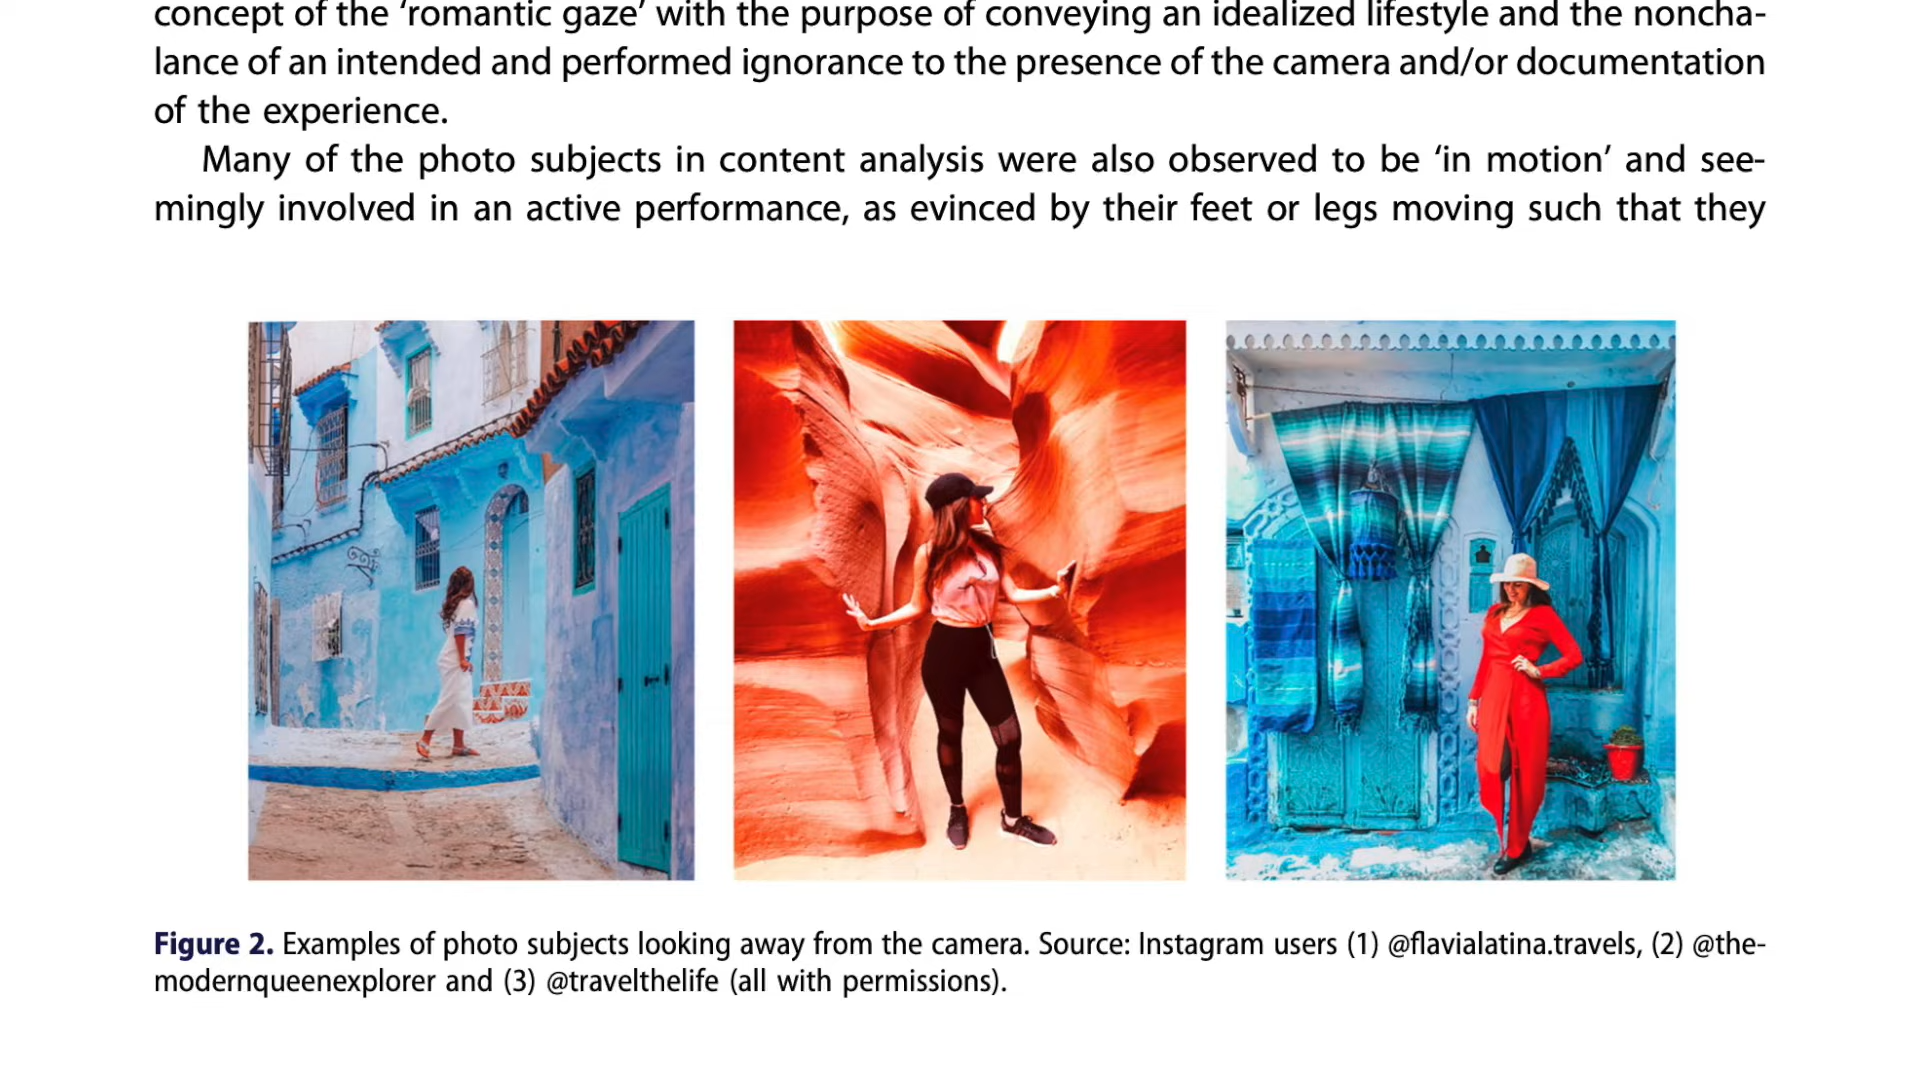 concept of the ‘romantic gaze’ with the purpose of conveying an idealized lifestyle and the noncha-
lance of an intended and performed ignorance to the presence of the camera and/or documentation
of the experience.
Many of the photo subjects in content analysis were also observed to be ‘in motion’ and see-
mingly involved in an active performance, as evinced by their feet or legs moving such that they
Figure 2. Examples of photo subjects looking away from the camera. Source: Instagram users (1) @flavialatina.travels, (2) @the-
modernqueenexplorer and (3) @travelthelife (all with permissions).